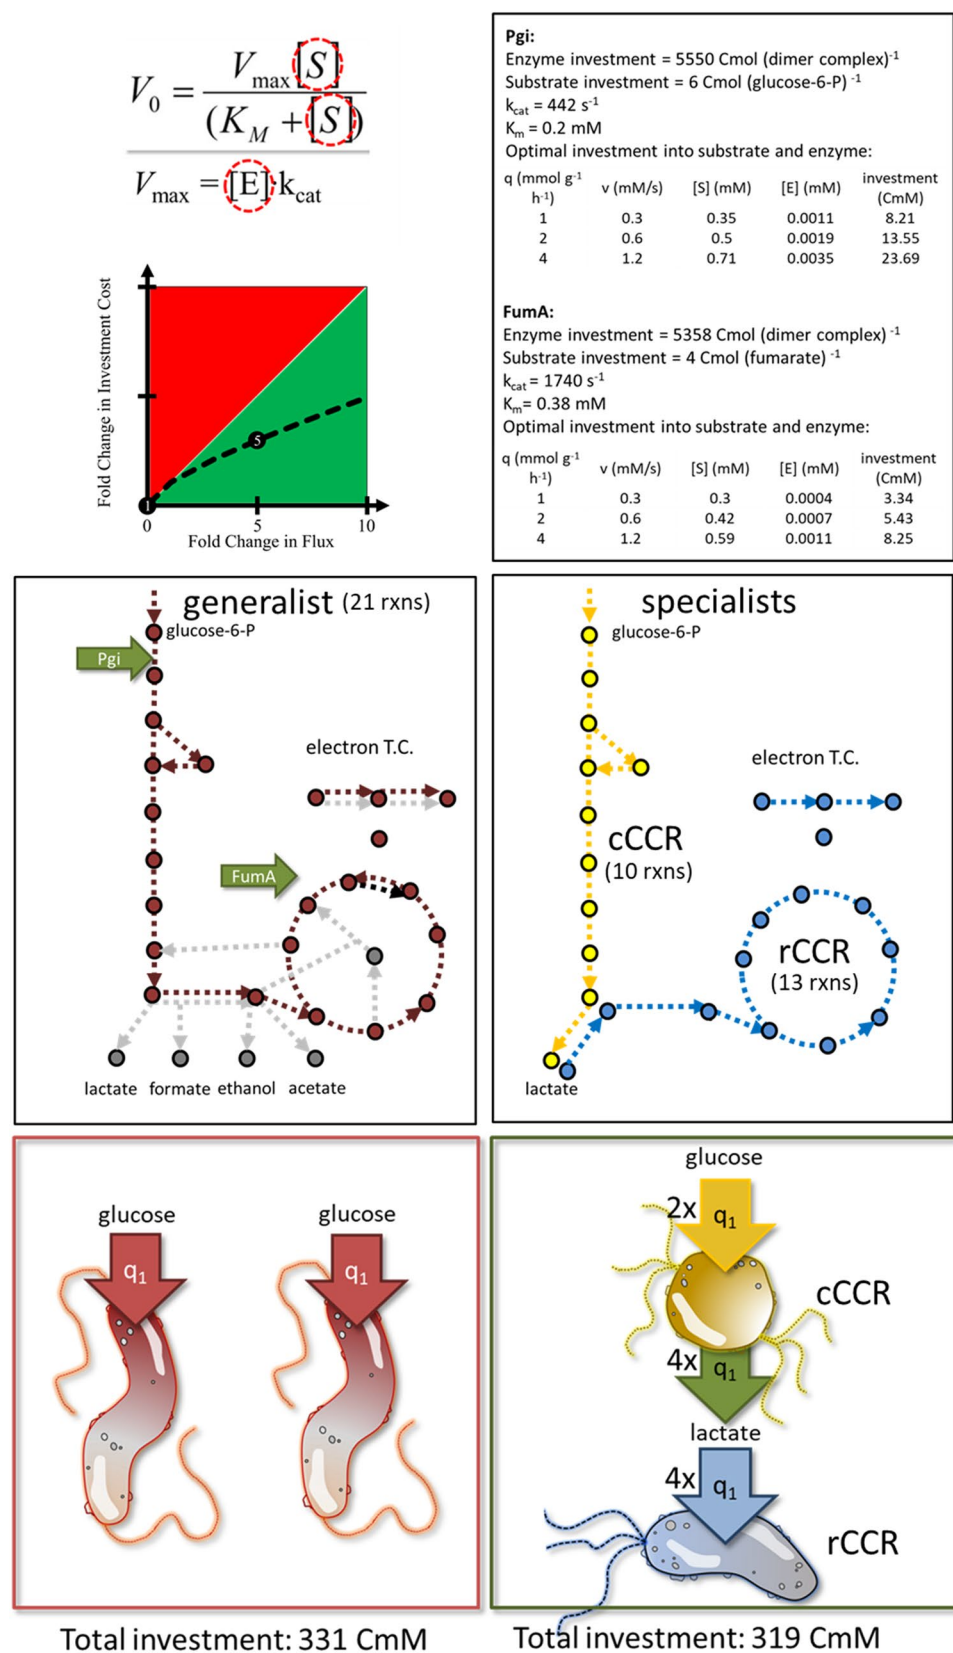 V₀ = Vmax[S] / (K_M + [S])
Vmax = [E]·kcat
Fold Change in Investment Cost
1
5
0 5 10
Fold Change in Flux
Pgi:
Enzyme investment = 5550 Cmol (dimer complex)⁻¹
Substrate investment = 6 Cmol (glucose-6-P) ⁻¹
kcat = 442 s⁻¹
Km = 0.2 mM
Optimal investment into substrate and enzyme:
q (mmol g⁻¹ h⁻¹) v (mM/s) [S] (mM) [E] (mM) investment (CmM)
1 0.3 0.35 0.0011 8.21
2 0.6 0.5 0.0019 13.55
4 1.2 0.71 0.0035 23.69
FumA:
Enzyme investment = 5358 Cmol (dimer complex) ⁻¹
Substrate investment = 4 Cmol (fumarate) ⁻¹
kcat = 1740 s⁻¹
Km= 0.38 mM
Optimal investment into substrate and enzyme:
q (mmol g⁻¹ h⁻¹) v (mM/s) [S] (mM) [E] (mM) investment (CmM)
1 0.3 0.3 0.0004 3.34
2 0.6 0.42 0.0007 5.43
4 1.2 0.59 0.0011 8.25
generalist (21 rxns)
glucose-6-P
Pgi
electron T.C.
FumA
lactate formate ethanol acetate
specialists
glucose-6-P
electron T.C.
cCCR
(10 rxns)
rCCR
(13 rxns)
lactate
glucose
q₁
glucose
q₁
Total investment: 331 CmM
glucose
2x q₁
cCCR
4x q₁
lactate
4x q₁
rCCR
Total investment: 319 CmM